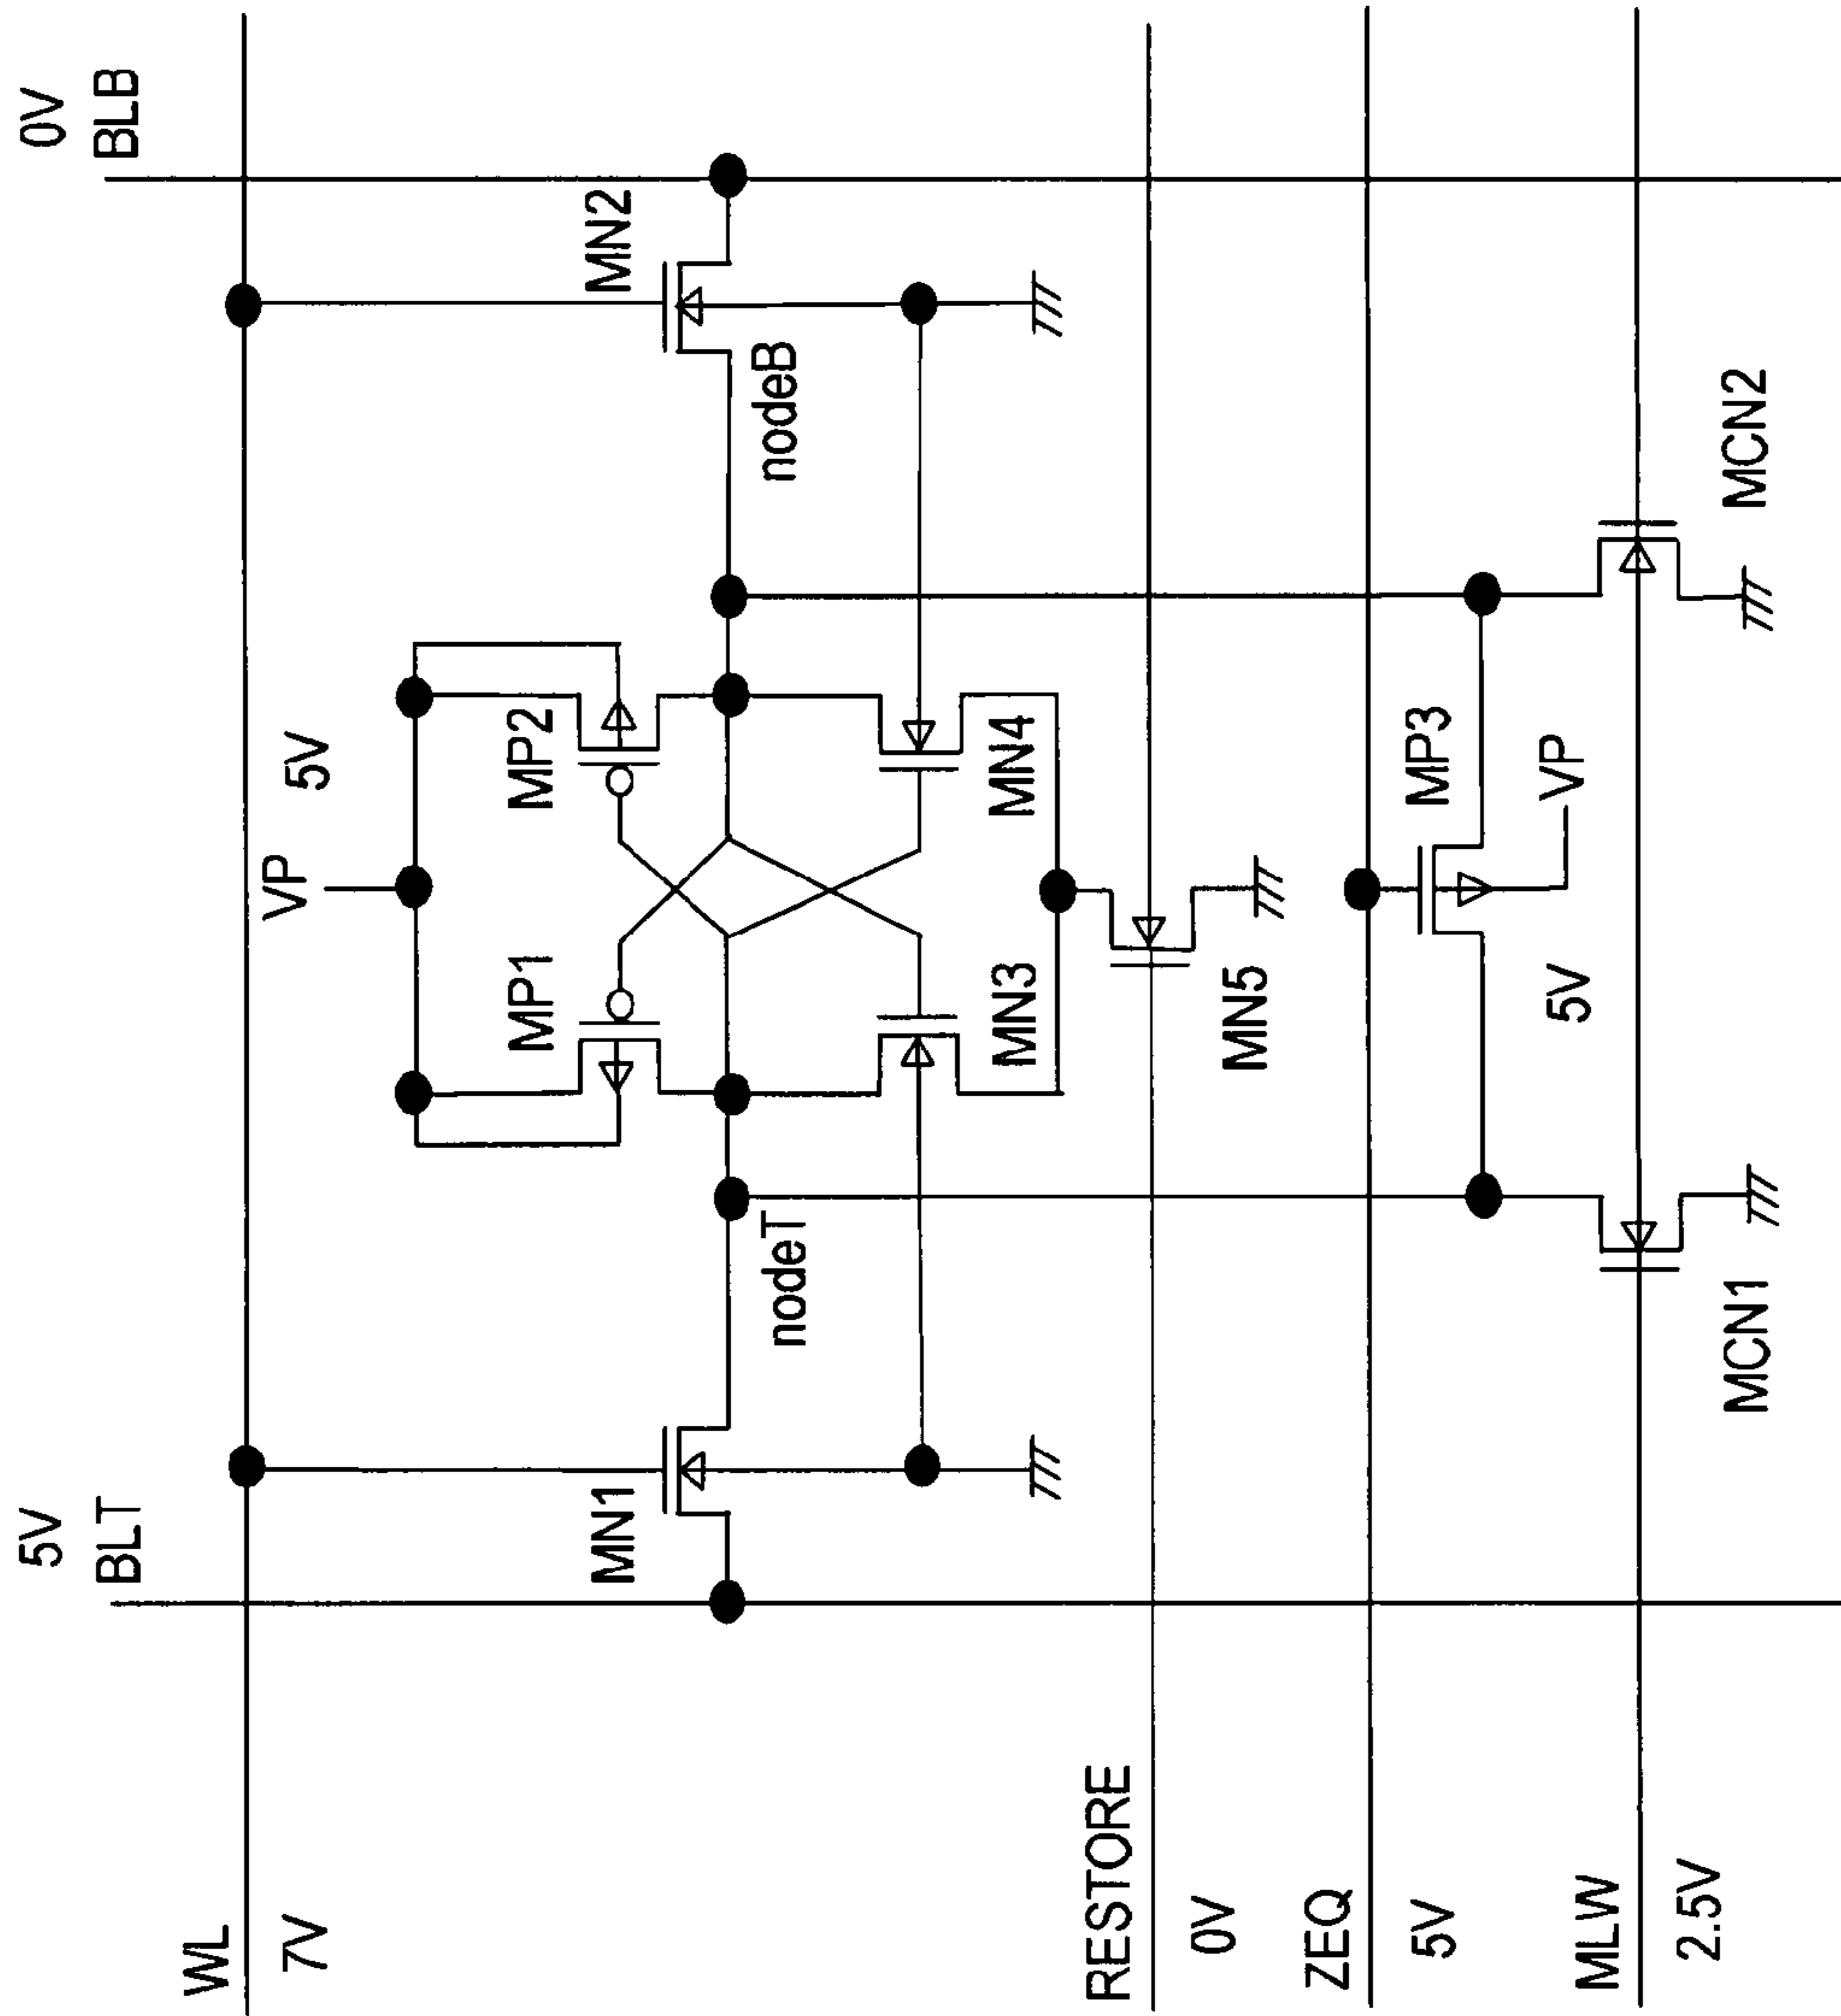 5V
0V
BLT
BLB
WL
7V
VP
5V
MP1
MP2
MN1
MN2
nodeT
nodeB
MN3
MN4
RESTORE
0V
MN5
ZEQ
5V
MP3
5V
VP
MLW
2.5V
MCN1
MCN2